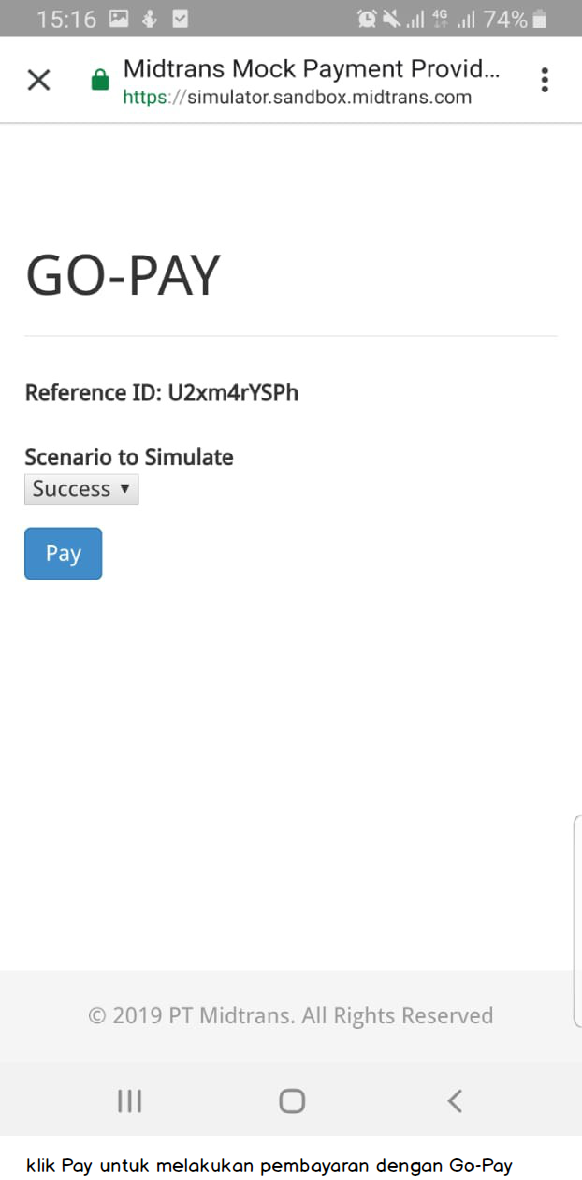 15:16 4G 74%
Midtrans Mock Payment Provid...
https://simulator.sandbox.midtrans.com
GO-PAY
Reference ID: U2xm4rYSPh
Scenario to Simulate
Success
Pay
© 2019 PT Midtrans. All Rights Reserved
klik Pay untuk melakukan pembayaran dengan Go-Pay